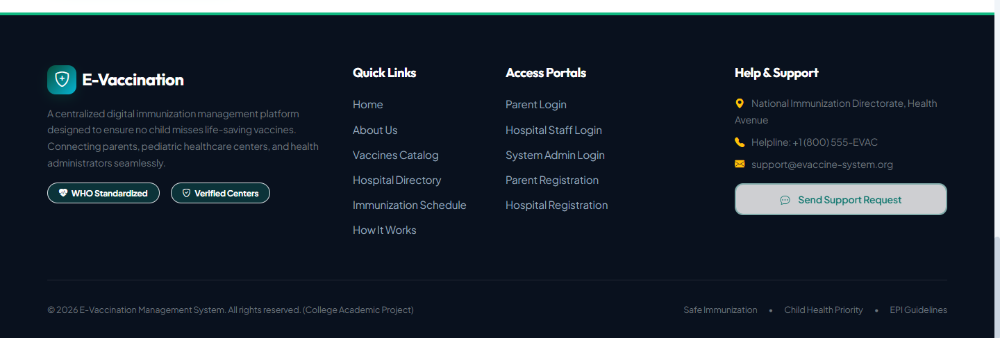 E-Vaccination
A centralized digital immunization management platform
designed to ensure no child misses life-saving vaccines.
Connecting parents, pediatric healthcare centers, and health
administrators seamlessly.
WHO Standardized
Verified Centers
Quick Links
Home
About Us
Vaccines Catalog
Hospital Directory
Immunization Schedule
How It Works
Access Portals
Parent Login
Hospital Staff Login
System Admin Login
Parent Registration
Hospital Registration
Help & Support
National Immunization Directorate, Health
Avenue
Helpline: +1 (800) 555-EVAC
support@evaccine-system.org
Send Support Request
© 2026 E-Vaccination Management System. All rights reserved. (College Academic Project)
Safe Immunization • Child Health Priority • EPI Guidelines